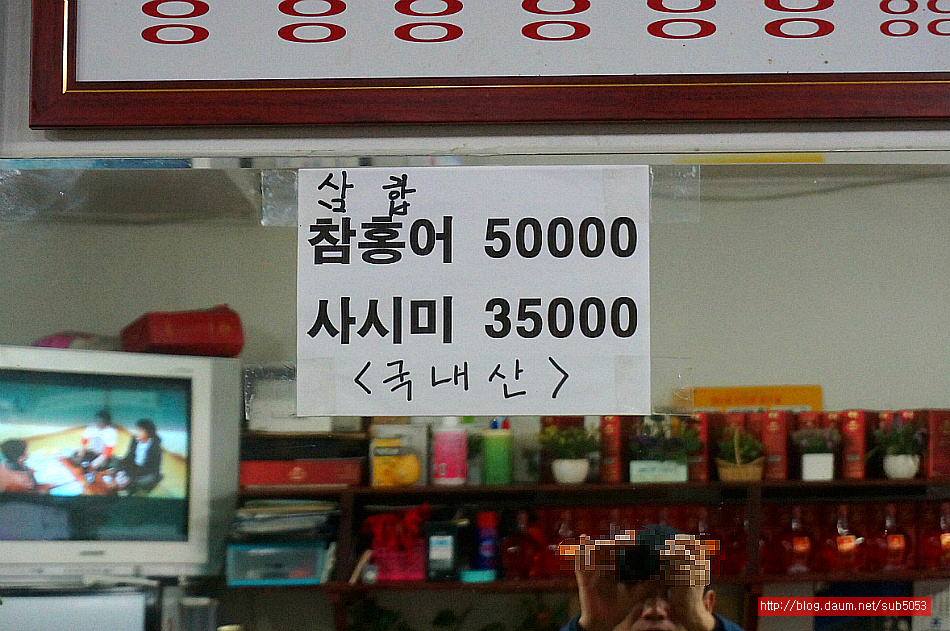 삼 합
참홍어 50000
사시미 35000
<국내산>
http://blog.daum.net/sub5053